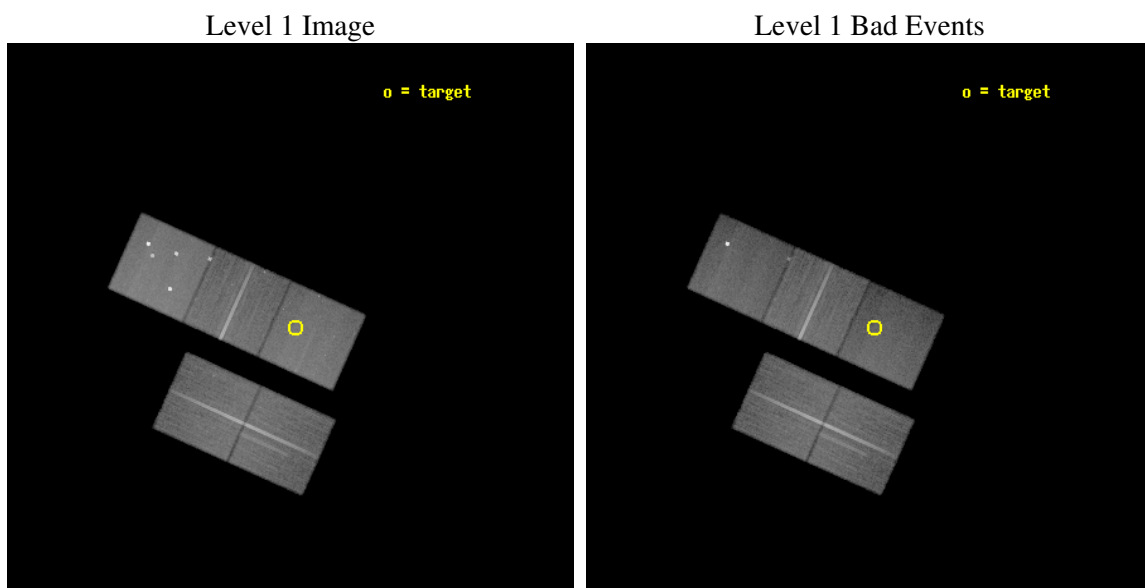 Level 1 Image
Level 1 Bad Events
o = target
o = target